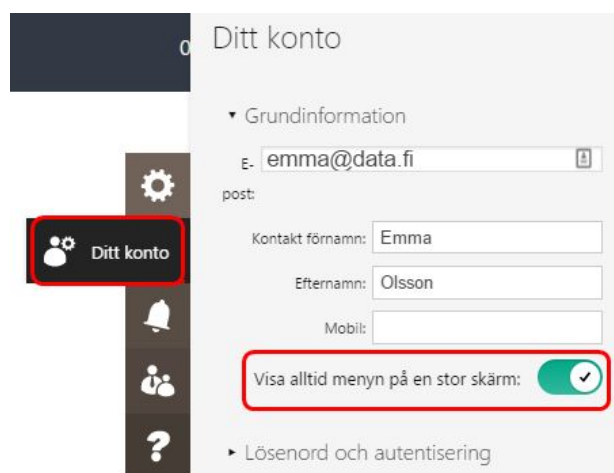 0
Ditt konto
Grundinformation
E-post:
emma@data.fi
Ditt konto
Kontakt förnamn: Emma
Efternamn: Olsson
Mobil:
Visa alltid menyn på en stor skärm:
?
Lösenord och autentisering